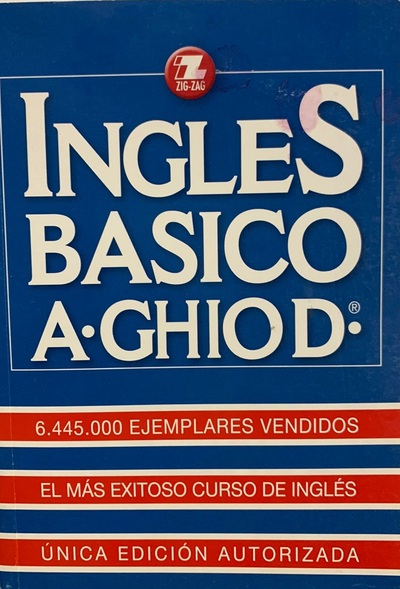 ZIG-ZAG
INGLES
BASICO
A·GHIO D·®
6.445.000 EJEMPLARES VENDIDOS
EL MÁS EXITOSO CURSO DE INGLÉS
ÚNICA EDICIÓN AUTORIZADA